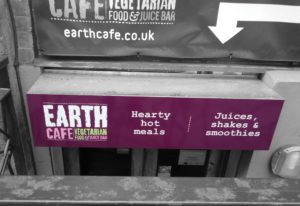 CAFE VEGETARIAN
FOOD & JUICE BAR
earthcafe.co.uk
EARTH
CAFE VEGETARIAN
FOOD & JUICE BAR
Hearty
hot
meals
Juices,
shakes &
smoothies